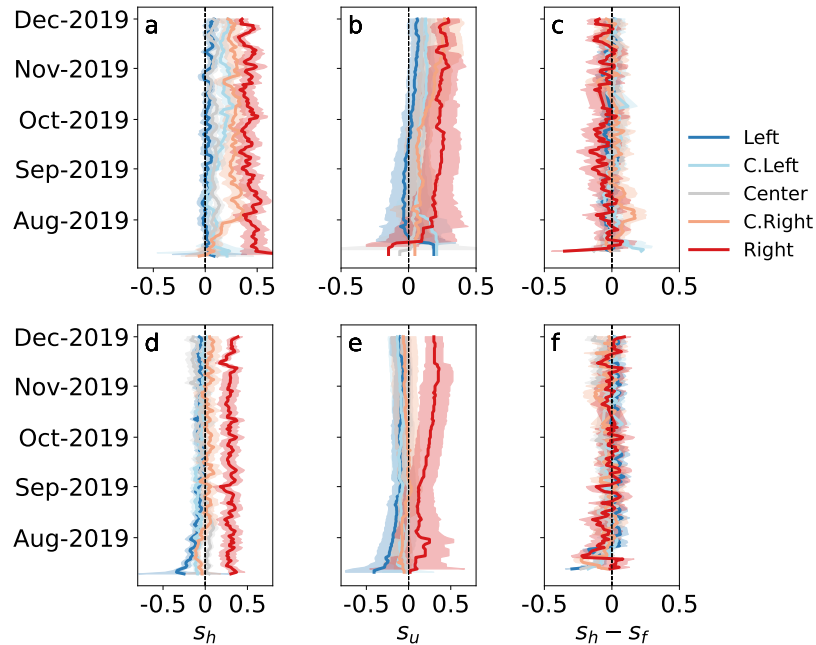 a b c
Dec-2019
Nov-2019
Oct-2019
Sep-2019
Aug-2019
-0.5 0 0.5
-0.5 0 0.5
-0.5 0 0.5
Left
C.Left
Center
C.Right
Right
d e f
Dec-2019
Nov-2019
Oct-2019
Sep-2019
Aug-2019
-0.5 0 0.5
-0.5 0 0.5
-0.5 0 0.5
s_h
s_u
s_h − s_f